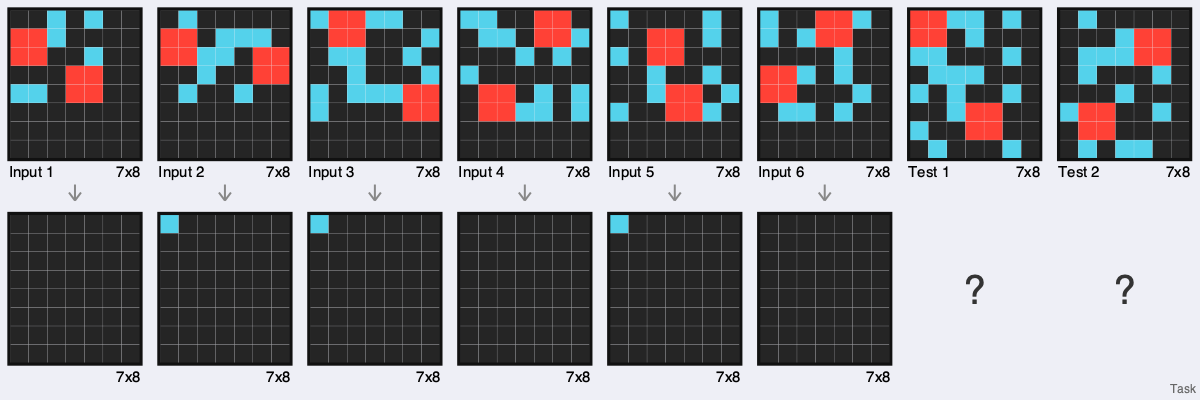 Input 1 7x8
Input 2 7x8
Input 3 7x8
Input 4 7x8
Input 5 7x8
Input 6 7x8
Test 1 7x8
Test 2 7x8
? ?
7x8 7x8 7x8 7x8 7x8 7x8
Task